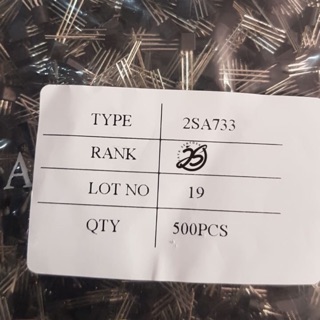 TYPE 2SA733
RANK
LOT NO 19
QTY 500PCS
A